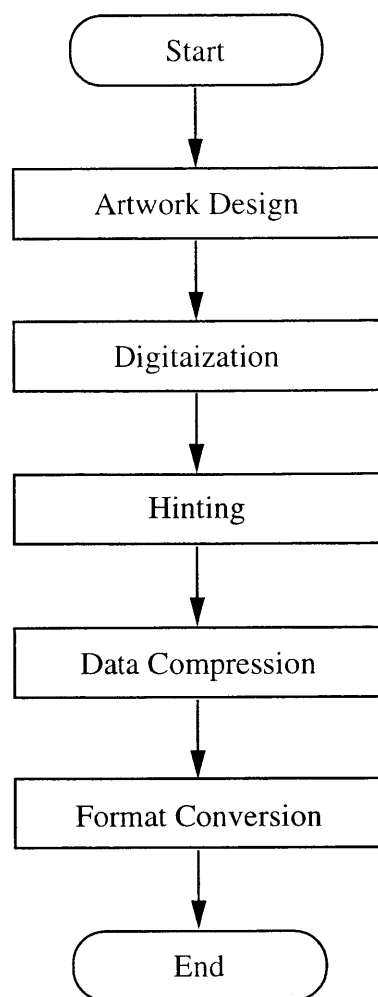 Start
Artwork Design
Digitaization
Hinting
Data Compression
Format Conversion
End